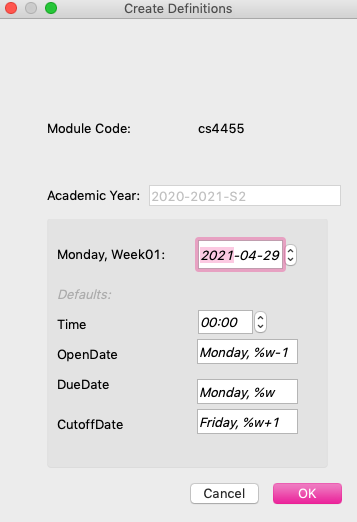 Create Definitions
Module Code: cs4455
Academic Year: 2020-2021-S2
Monday, Week01: 2021-04-29
Defaults:
Time 00:00
OpenDate Monday, %w-1
DueDate Monday, %w
CutoffDate Friday, %w+1
Cancel OK